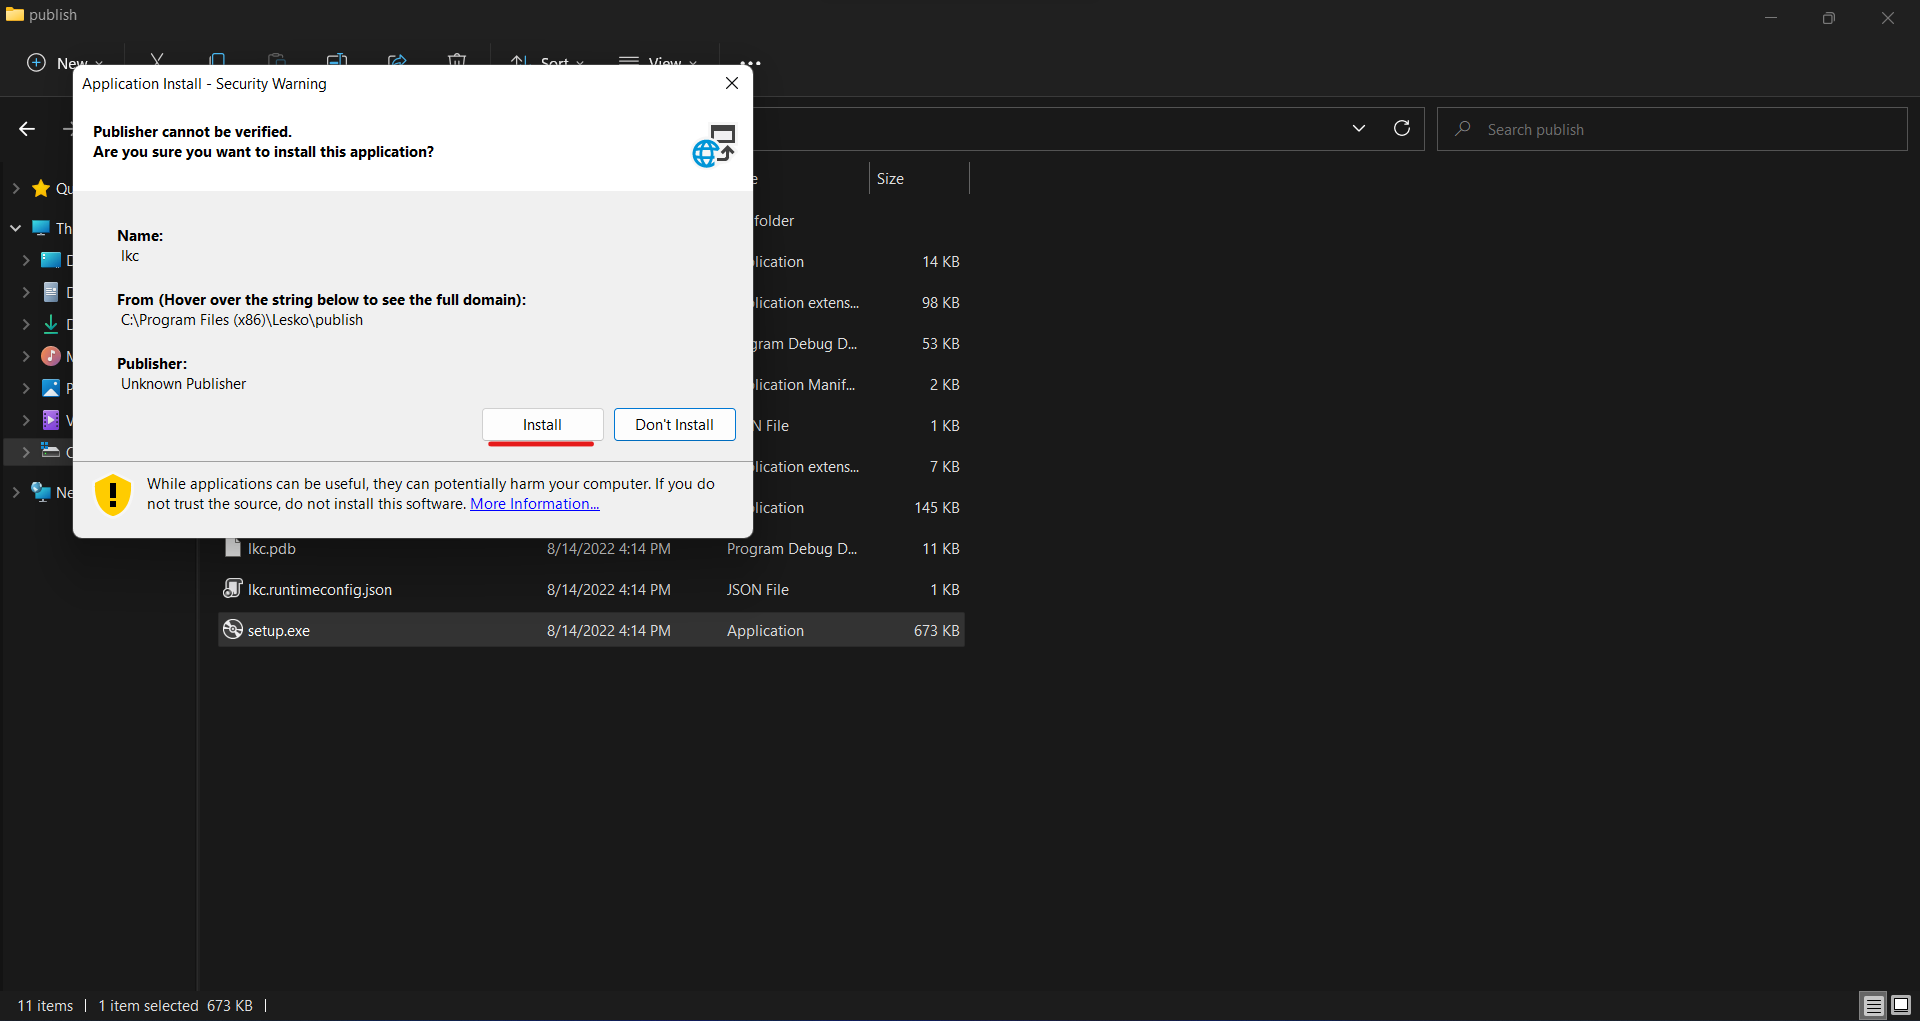 publish
New
Sort
View
Application Install - Security Warning
Publisher cannot be verified.
Are you sure you want to install this application?
Search publish
Size
folder
lication
14 KB
lication extens...
98 KB
gram Debug D...
53 KB
lication Manif...
2 KB
N File
1 KB
lication extens...
7 KB
lication
145 KB
Name:
lkc
From (Hover over the string below to see the full domain):
C:\Program Files (x86)\Lesko\publish
Publisher:
Unknown Publisher
Install
Don't Install
While applications can be useful, they can potentially harm your computer. If you do
not trust the source, do not install this software. More Information...
lkc.pdb 8/14/2022 4:14 PM Program Debug D... 11 KB
lkc.runtimeconfig.json 8/14/2022 4:14 PM JSON File 1 KB
setup.exe 8/14/2022 4:14 PM Application 673 KB
11 items 1 item selected 673 KB